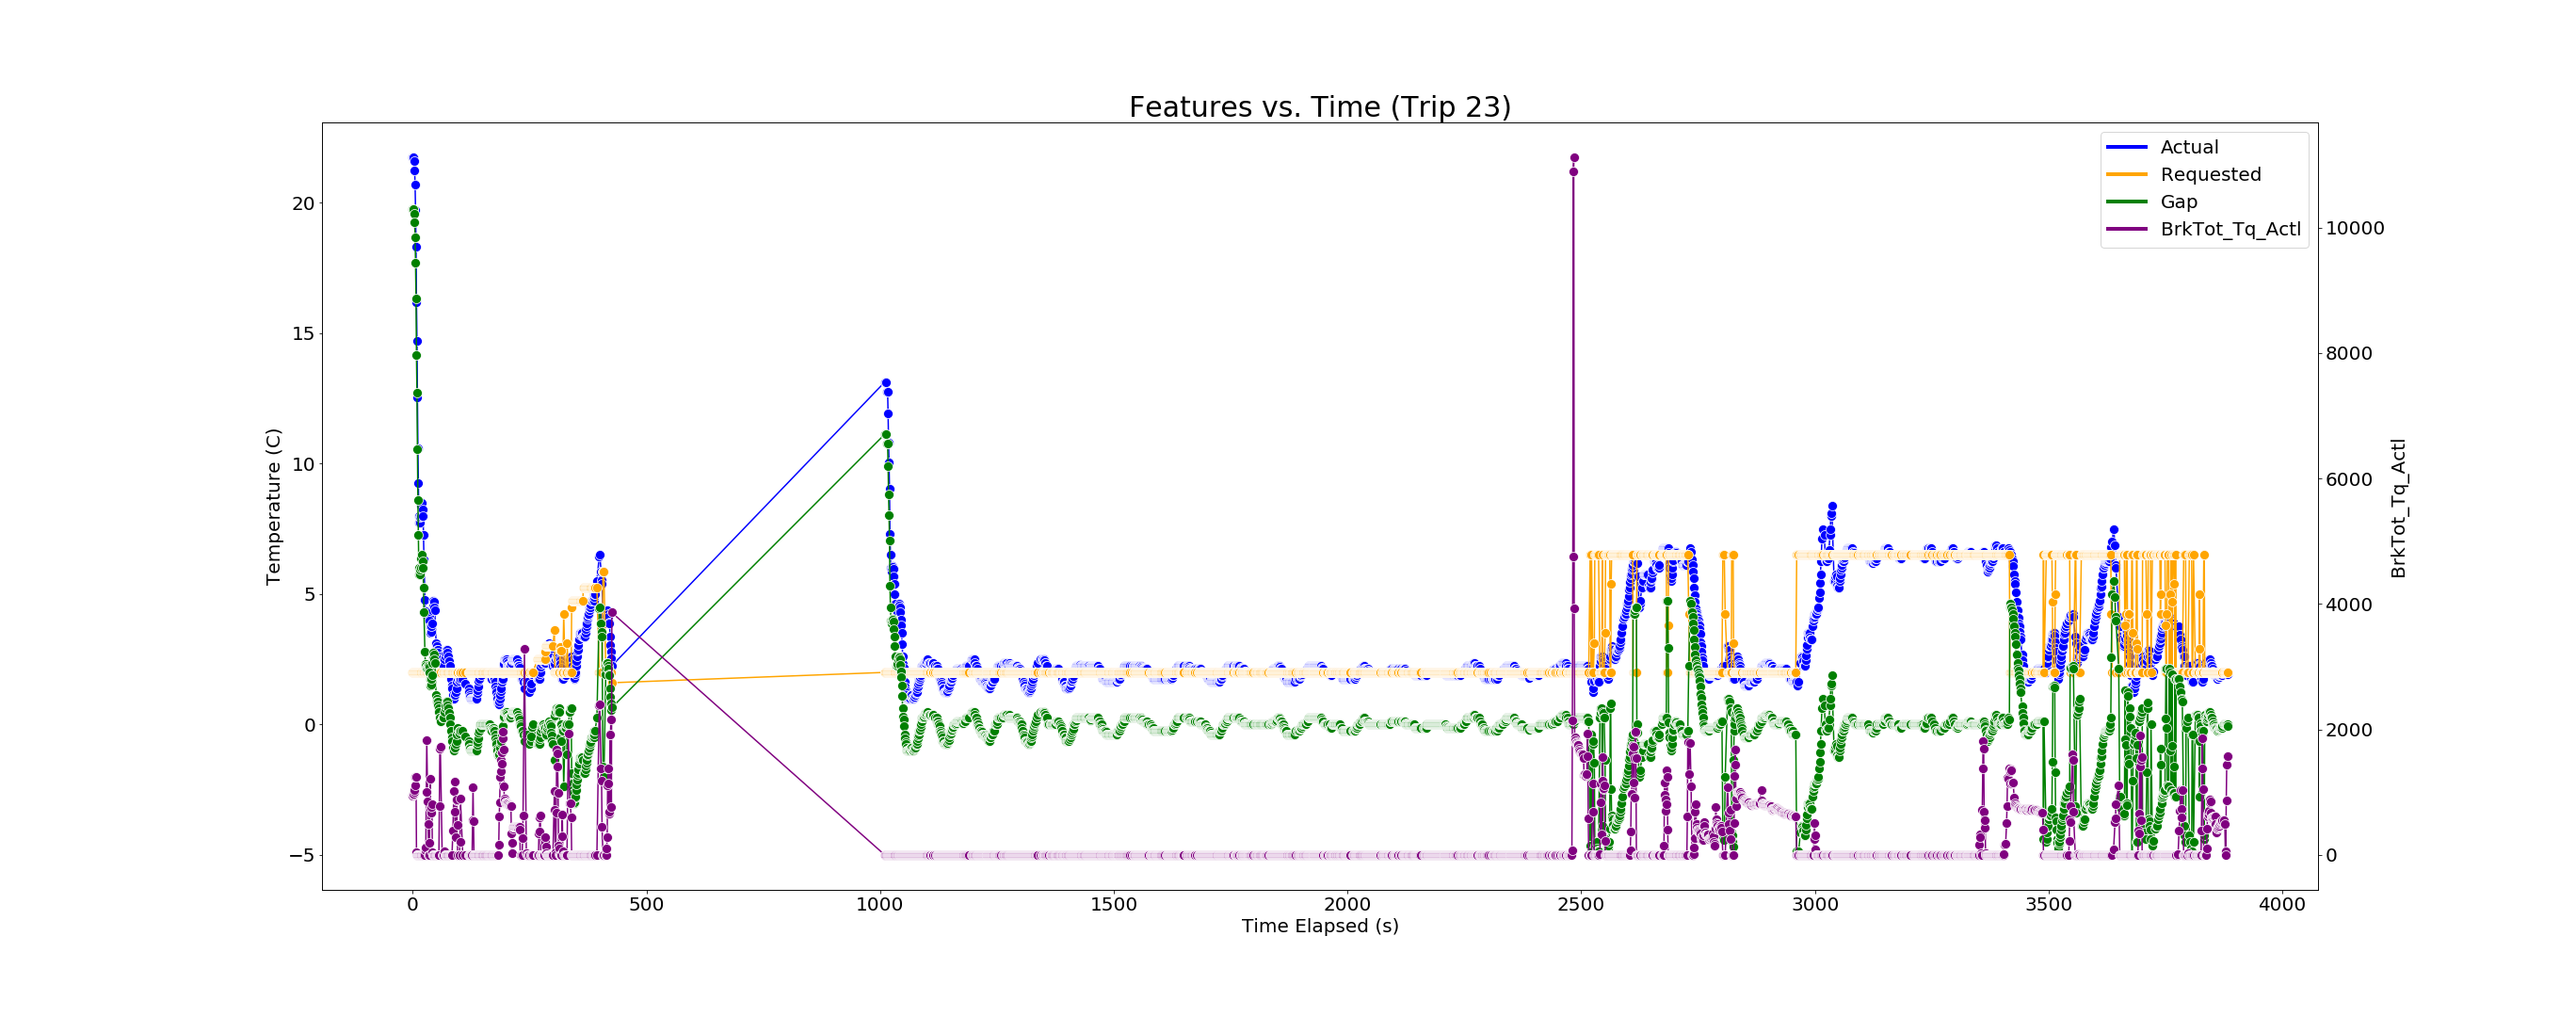 Features vs. Time (Trip 23)
Actual
Requested
Gap
BrkTot_Tq_Actl
Temperature (C)
20
15
10
5
0
−5
10000
8000
6000
4000
2000
0
BrkTot_Tq_Actl
0 500 1000 1500 2000 2500 3000 3500 4000
Time Elapsed (s)